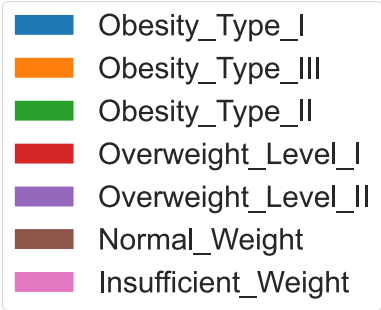 Obesity_Type_I
Obesity_Type_III
Obesity_Type_II
Overweight_Level_I
Overweight_Level_II
Normal_Weight
Insufficient_Weight